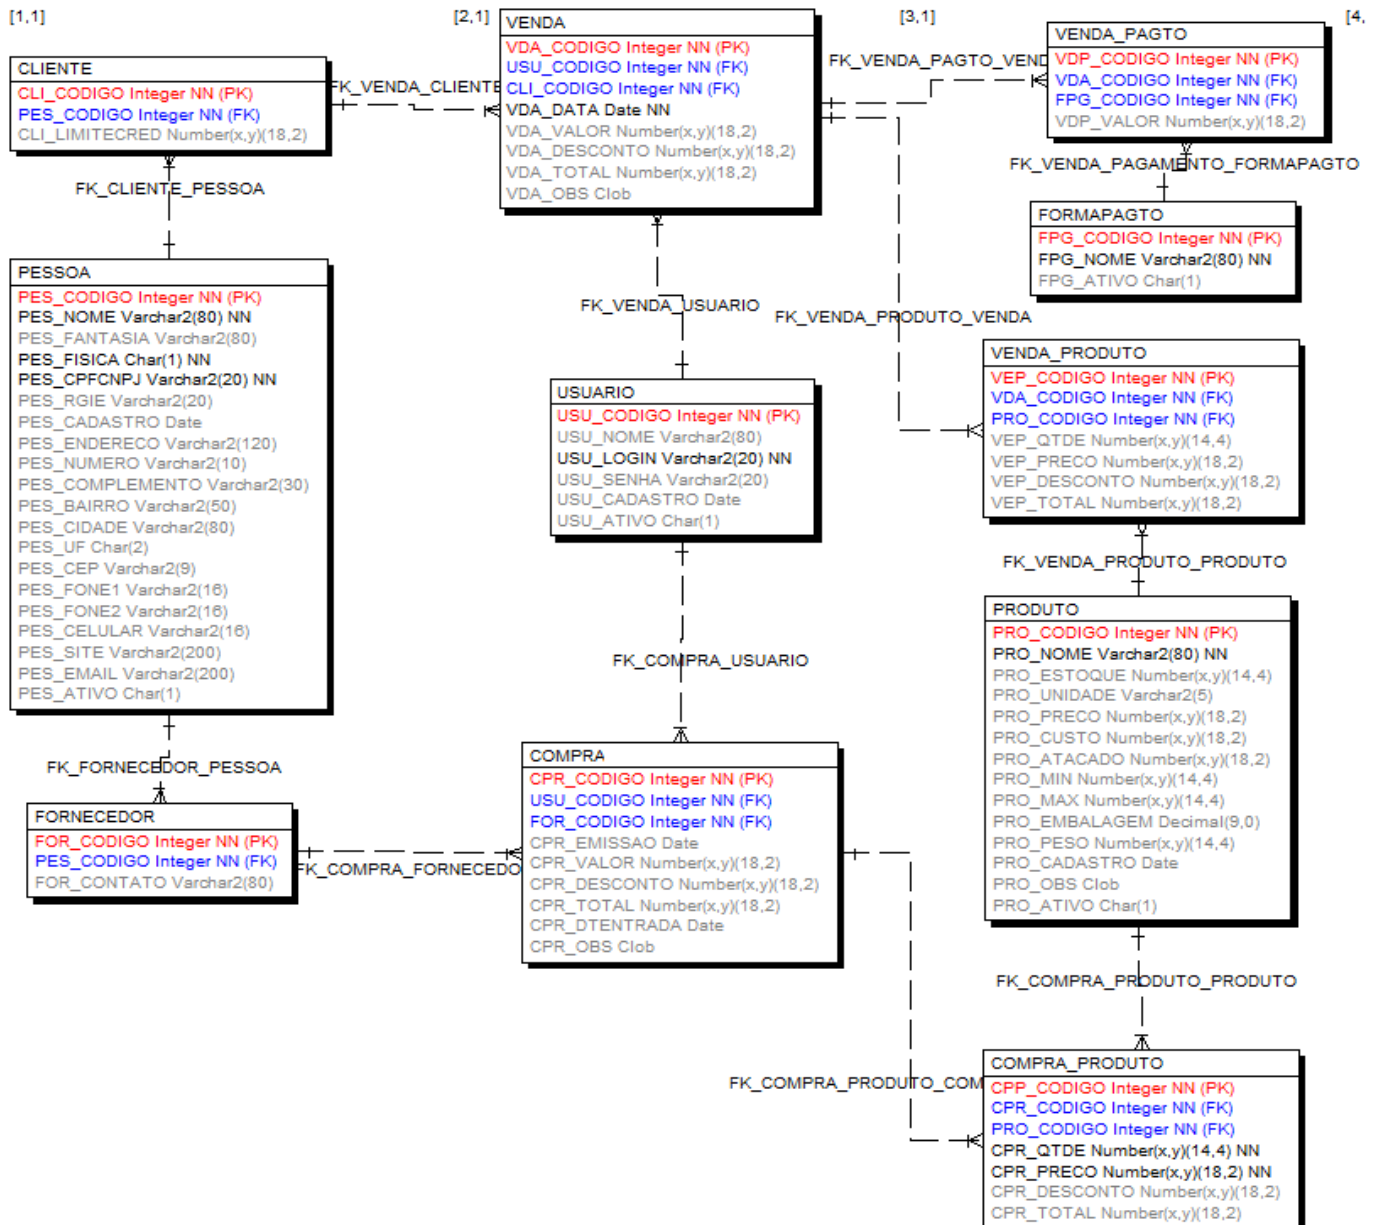 [1,1]
[2,1]
[3,1]
[4,
CLIENTE
CLI_CODIGO Integer NN (PK)
PES_CODIGO Integer NN (FK)
CLI_LIMITECRED Number(x,y)(18,2)
FK_VENDA_CLIENTE
VENDA
VDA_CODIGO Integer NN (PK)
USU_CODIGO Integer NN (FK)
CLI_CODIGO Integer NN (FK)
VDA_DATA Date NN
VDA_VALOR Number(x,y)(18,2)
VDA_DESCONTO Number(x,y)(18,2)
VDA_TOTAL Number(x,y)(18,2)
VDA_OBS Clob
FK_VENDA_PAGTO_VEND
VENDA_PAGTO
VDP_CODIGO Integer NN (PK)
VDA_CODIGO Integer NN (FK)
FPG_CODIGO Integer NN (FK)
VDP_VALOR Number(x,y)(18,2)
FK_VENDA_PAGAMENTO_FORMAPAGTO
FORMAPAGTO
FPG_CODIGO Integer NN (PK)
FPG_NOME Varchar2(80) NN
FPG_ATIVO Char(1)
FK_CLIENTE_PESSOA
PESSOA
PES_CODIGO Integer NN (PK)
PES_NOME Varchar2(80) NN
PES_FANTASIA Varchar2(80)
PES_FISICA Char(1) NN
PES_CPFCNPJ Varchar2(20) NN
PES_RGIE Varchar2(20)
PES_CADASTRO Date
PES_ENDERECO Varchar2(120)
PES_NUMERO Varchar2(10)
PES_COMPLEMENTO Varchar2(30)
PES_BAIRRO Varchar2(50)
PES_CIDADE Varchar2(80)
PES_UF Char(2)
PES_CEP Varchar2(9)
PES_FONE1 Varchar2(16)
PES_FONE2 Varchar2(16)
PES_CELULAR Varchar2(16)
PES_SITE Varchar2(200)
PES_EMAIL Varchar2(200)
PES_ATIVO Char(1)
FK_VENDA_USUARIO
FK_VENDA_PRODUTO_VENDA
USUARIO
USU_CODIGO Integer NN (PK)
USU_NOME Varchar2(80)
USU_LOGIN Varchar2(20) NN
USU_SENHA Varchar2(20)
USU_CADASTRO Date
USU_ATIVO Char(1)
VENDA_PRODUTO
VEP_CODIGO Integer NN (PK)
VDA_CODIGO Integer NN (FK)
PRO_CODIGO Integer NN (FK)
VEP_QTDE Number(x,y)(14,4)
VEP_PRECO Number(x,y)(18,2)
VEP_DESCONTO Number(x,y)(18,2)
VEP_TOTAL Number(x,y)(18,2)
FK_VENDA_PRODUTO_PRODUTO
PRODUTO
PRO_CODIGO Integer NN (PK)
PRO_NOME Varchar2(80) NN
PRO_ESTOQUE Number(x,y)(14,4)
PRO_UNIDADE Varchar2(5)
PRO_PRECO Number(x,y)(18,2)
PRO_CUSTO Number(x,y)(18,2)
PRO_ATACADO Number(x,y)(18,2)
PRO_MIN Number(x,y)(14,4)
PRO_MAX Number(x,y)(14,4)
PRO_EMBALAGEM Decimal(9,0)
PRO_PESO Number(x,y)(14,4)
PRO_CADASTRO Date
PRO_OBS Clob
PRO_ATIVO Char(1)
FK_COMPRA_USUARIO
FK_FORNECEDOR_PESSOA
FORNECEDOR
FOR_CODIGO Integer NN (PK)
PES_CODIGO Integer NN (FK)
FOR_CONTATO Varchar2(80)
FK_COMPRA_FORNECEDO
COMPRA
CPR_CODIGO Integer NN (PK)
USU_CODIGO Integer NN (FK)
FOR_CODIGO Integer NN (FK)
CPR_EMISSAO Date
CPR_VALOR Number(x,y)(18,2)
CPR_DESCONTO Number(x,y)(18,2)
CPR_TOTAL Number(x,y)(18,2)
CPR_DTENTRADA Date
CPR_OBS Clob
FK_COMPRA_PRODUTO_PRODUTO
FK_COMPRA_PRODUTO_COM
COMPRA_PRODUTO
CPP_CODIGO Integer NN (PK)
CPR_CODIGO Integer NN (FK)
PRO_CODIGO Integer NN (FK)
CPR_QTDE Number(x,y)(14,4) NN
CPR_PRECO Number(x,y)(18,2) NN
CPR_DESCONTO Number(x,y)(18,2)
CPR_TOTAL Number(x,y)(18,2)